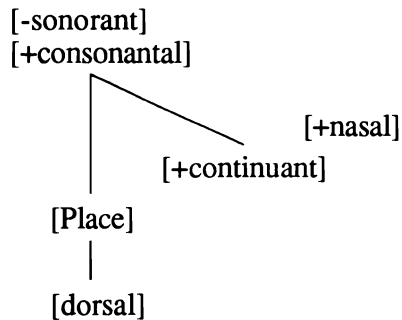 [-sonorant]
[+consonantal]
[+nasal]
[+continuant]
[Place]
[dorsal]